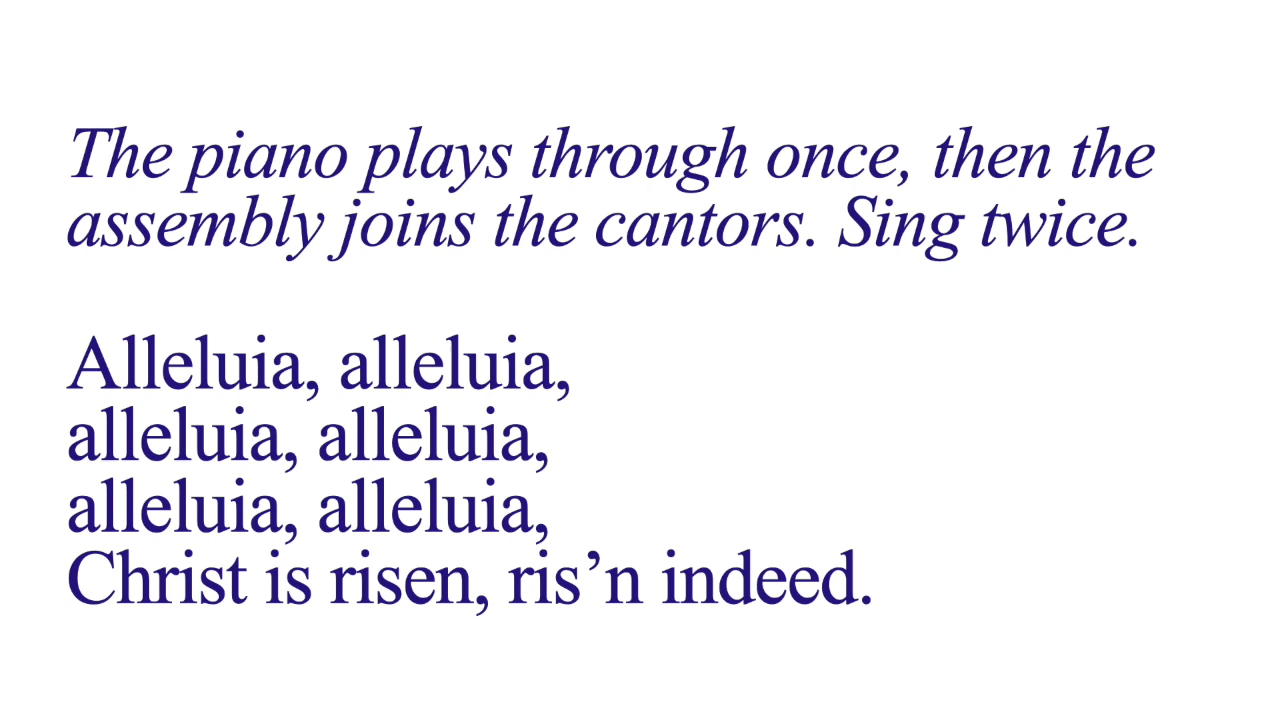 The piano plays through once, then the
assembly joins the cantors. Sing twice.
Alleluia, alleluia,
alleluia, alleluia,
alleluia, alleluia,
Christ is risen, ris’n indeed.